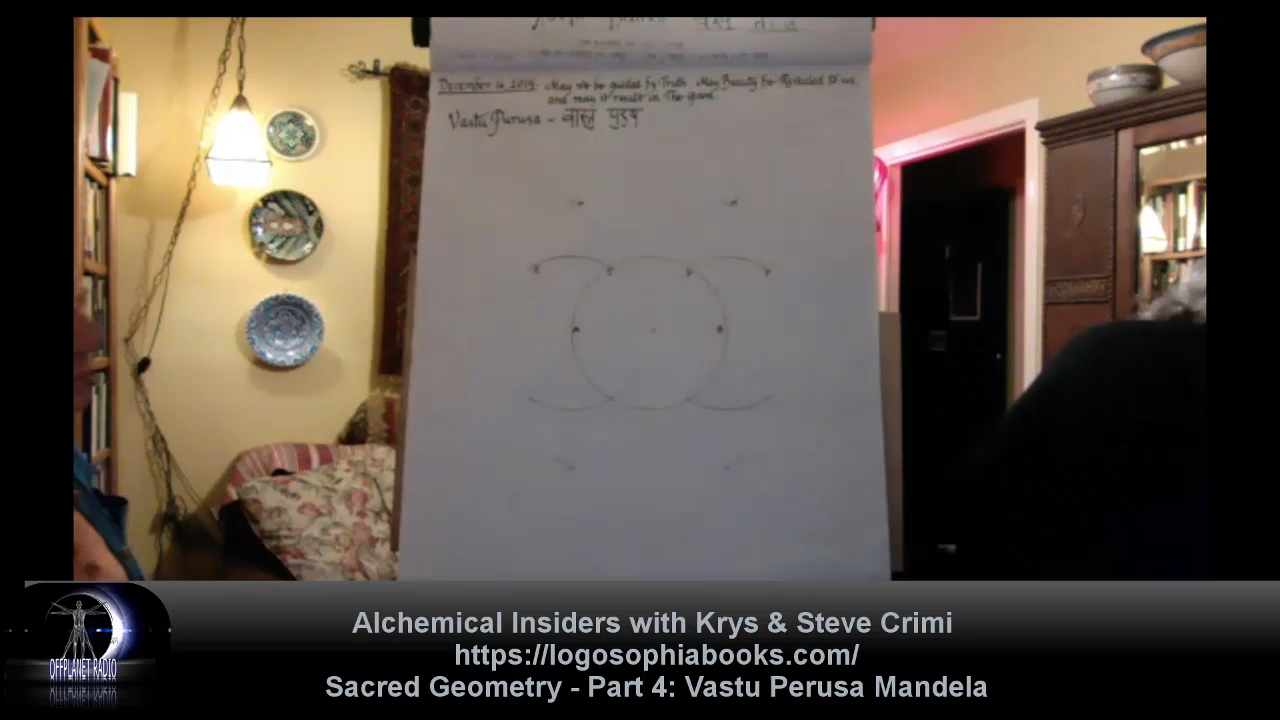 December 16 2019- May we be guided by Truth. May Beauty be Revealed to us,
and may it result in The Good.
Vastu Purusa -
A
B
OFFPLANET RADIO
Alchemical Insiders with Krys & Steve Crimi
https://logosophiabooks.com/
Sacred Geometry - Part 4: Vastu Perusa Mandela